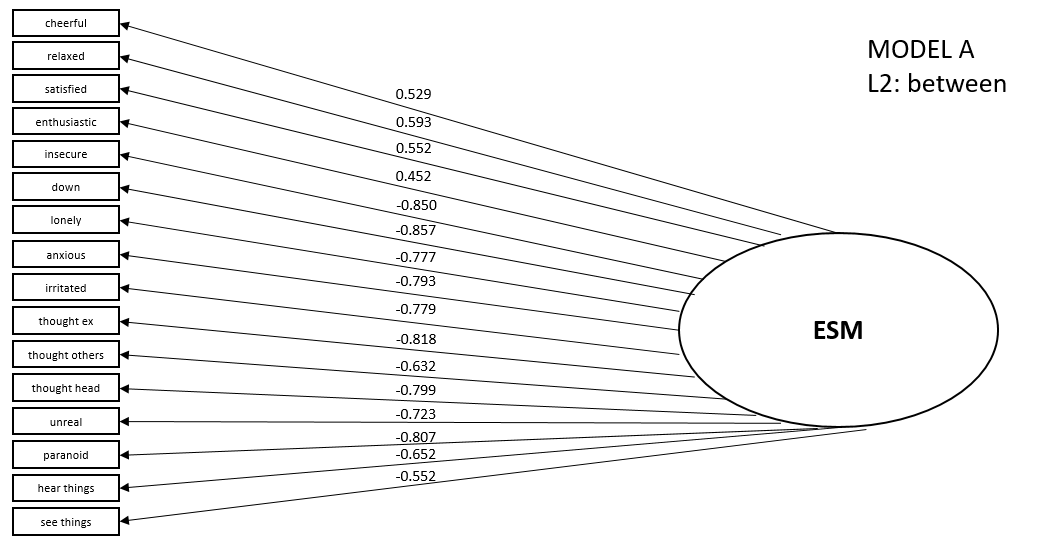 cheerful
relaxed
satisfied
enthusiastic
insecure
down
lonely
anxious
irritated
thought ex
thought others
thought head
unreal
paranoid
hear things
see things
0.529
0.593
0.552
0.452
-0.850
-0.857
-0.777
-0.793
-0.779
-0.818
-0.632
-0.799
-0.723
-0.807
-0.652
-0.552
MODEL A
L2: between
ESM